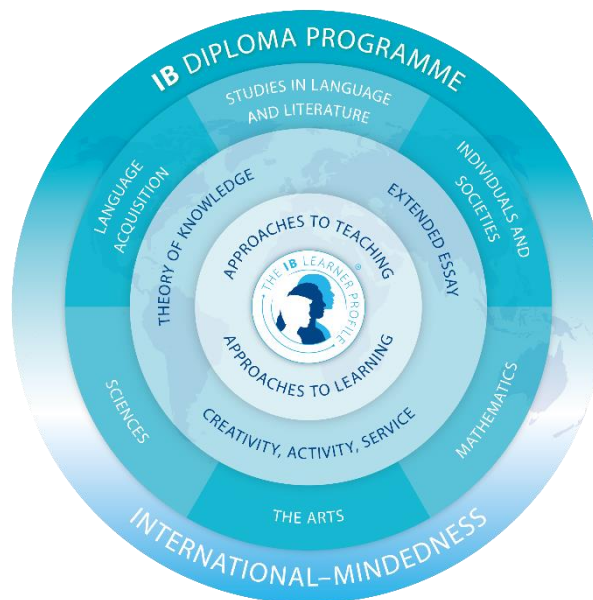 IB DIPLOMA PROGRAMME
STUDIES IN LANGUAGE
AND LITERATURE
LANGUAGE
ACQUISITION
INDIVIDUALS AND
SOCIETIES
THEORY OF KNOWLEDGE
EXTENDED ESSAY
APPROACHES TO TEACHING
THE IB LEARNER PROFILE®
APPROACHES TO LEARNING
CREATIVITY, ACTIVITY, SERVICE
SCIENCES
MATHEMATICS
THE ARTS
INTERNATIONAL–MINDEDNESS